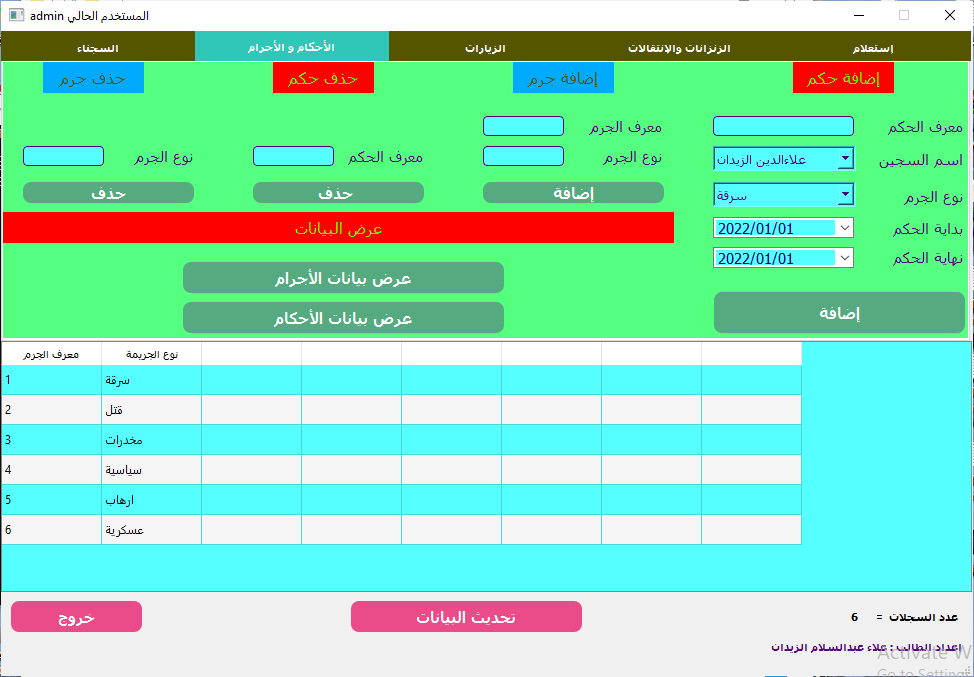 المستخدم الحالي admin
إستعلام الزنزانات والإنتقالات الزيارات الأحكام و الأجرام السجناء
إضافة حكم إضافة جرم حذف حكم حذف جرم
معرف الحكم معرف الجرم
اسم السجين علاءالدين الزيدان نوع الجرم معرف الحكم نوع الجرم
نوع الجرم سرقة إضافة حذف حذف
بداية الحكم 2022/01/01 عرض البيانات
نهاية الحكم 2022/01/01
عرض بيانات الأجرام
إضافة
عرض بيانات الأحكام
معرف الجرم نوع الجريمة
1 سرقة
2 قتل
3 مخدرات
4 سياسية
5 ارهاب
6 عسكرية
عدد السجلات = 6 تحديث البيانات خروج
اعداد الطالب : علاء عبدالسلام الزيدان
Activate W
Go to Settings